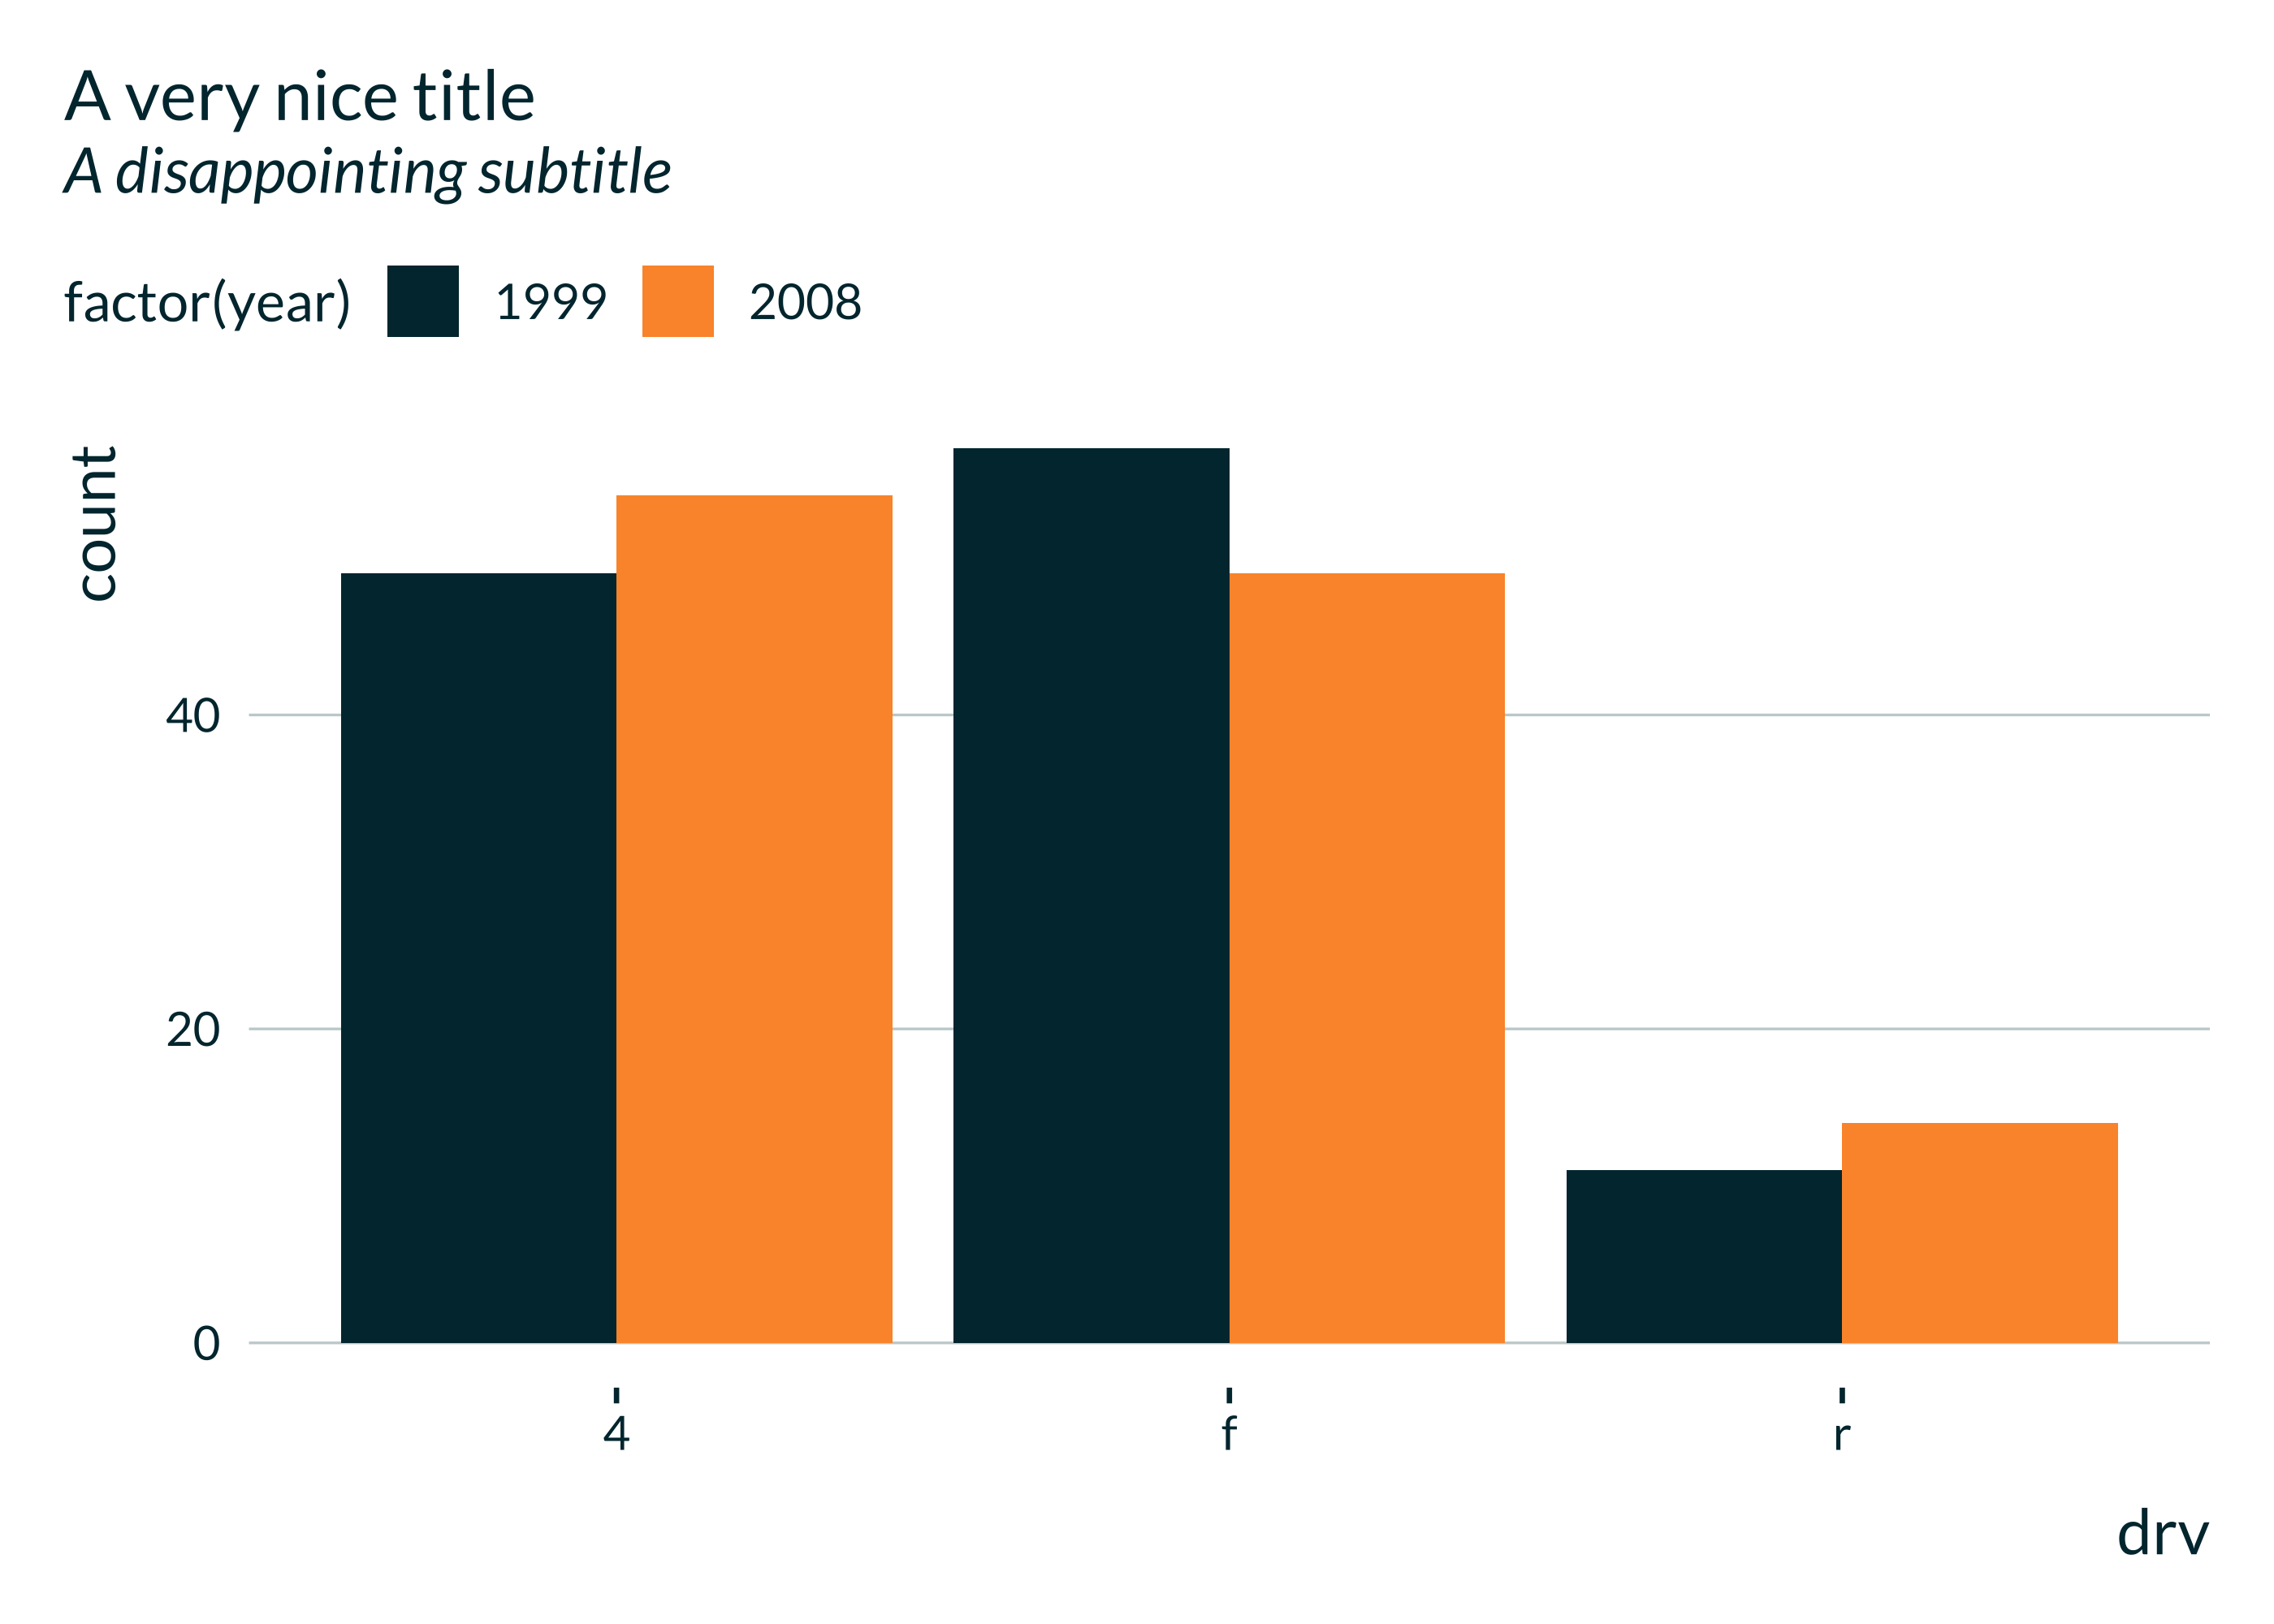 A very nice title
A disappointing subtitle
factor(year) 1999 2008
count
40
20
0
4 f r
drv